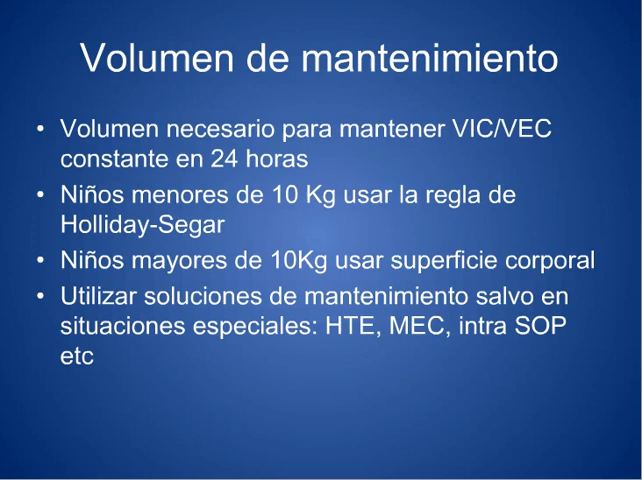 Volumen de mantenimiento
• Volumen necesario para mantener VIC/VEC
constante en 24 horas
• Niños menores de 10 Kg usar la regla de
Holliday-Segar
• Niños mayores de 10Kg usar superficie corporal
• Utilizar soluciones de mantenimiento salvo en
situaciones especiales: HTE, MEC, intra SOP
etc